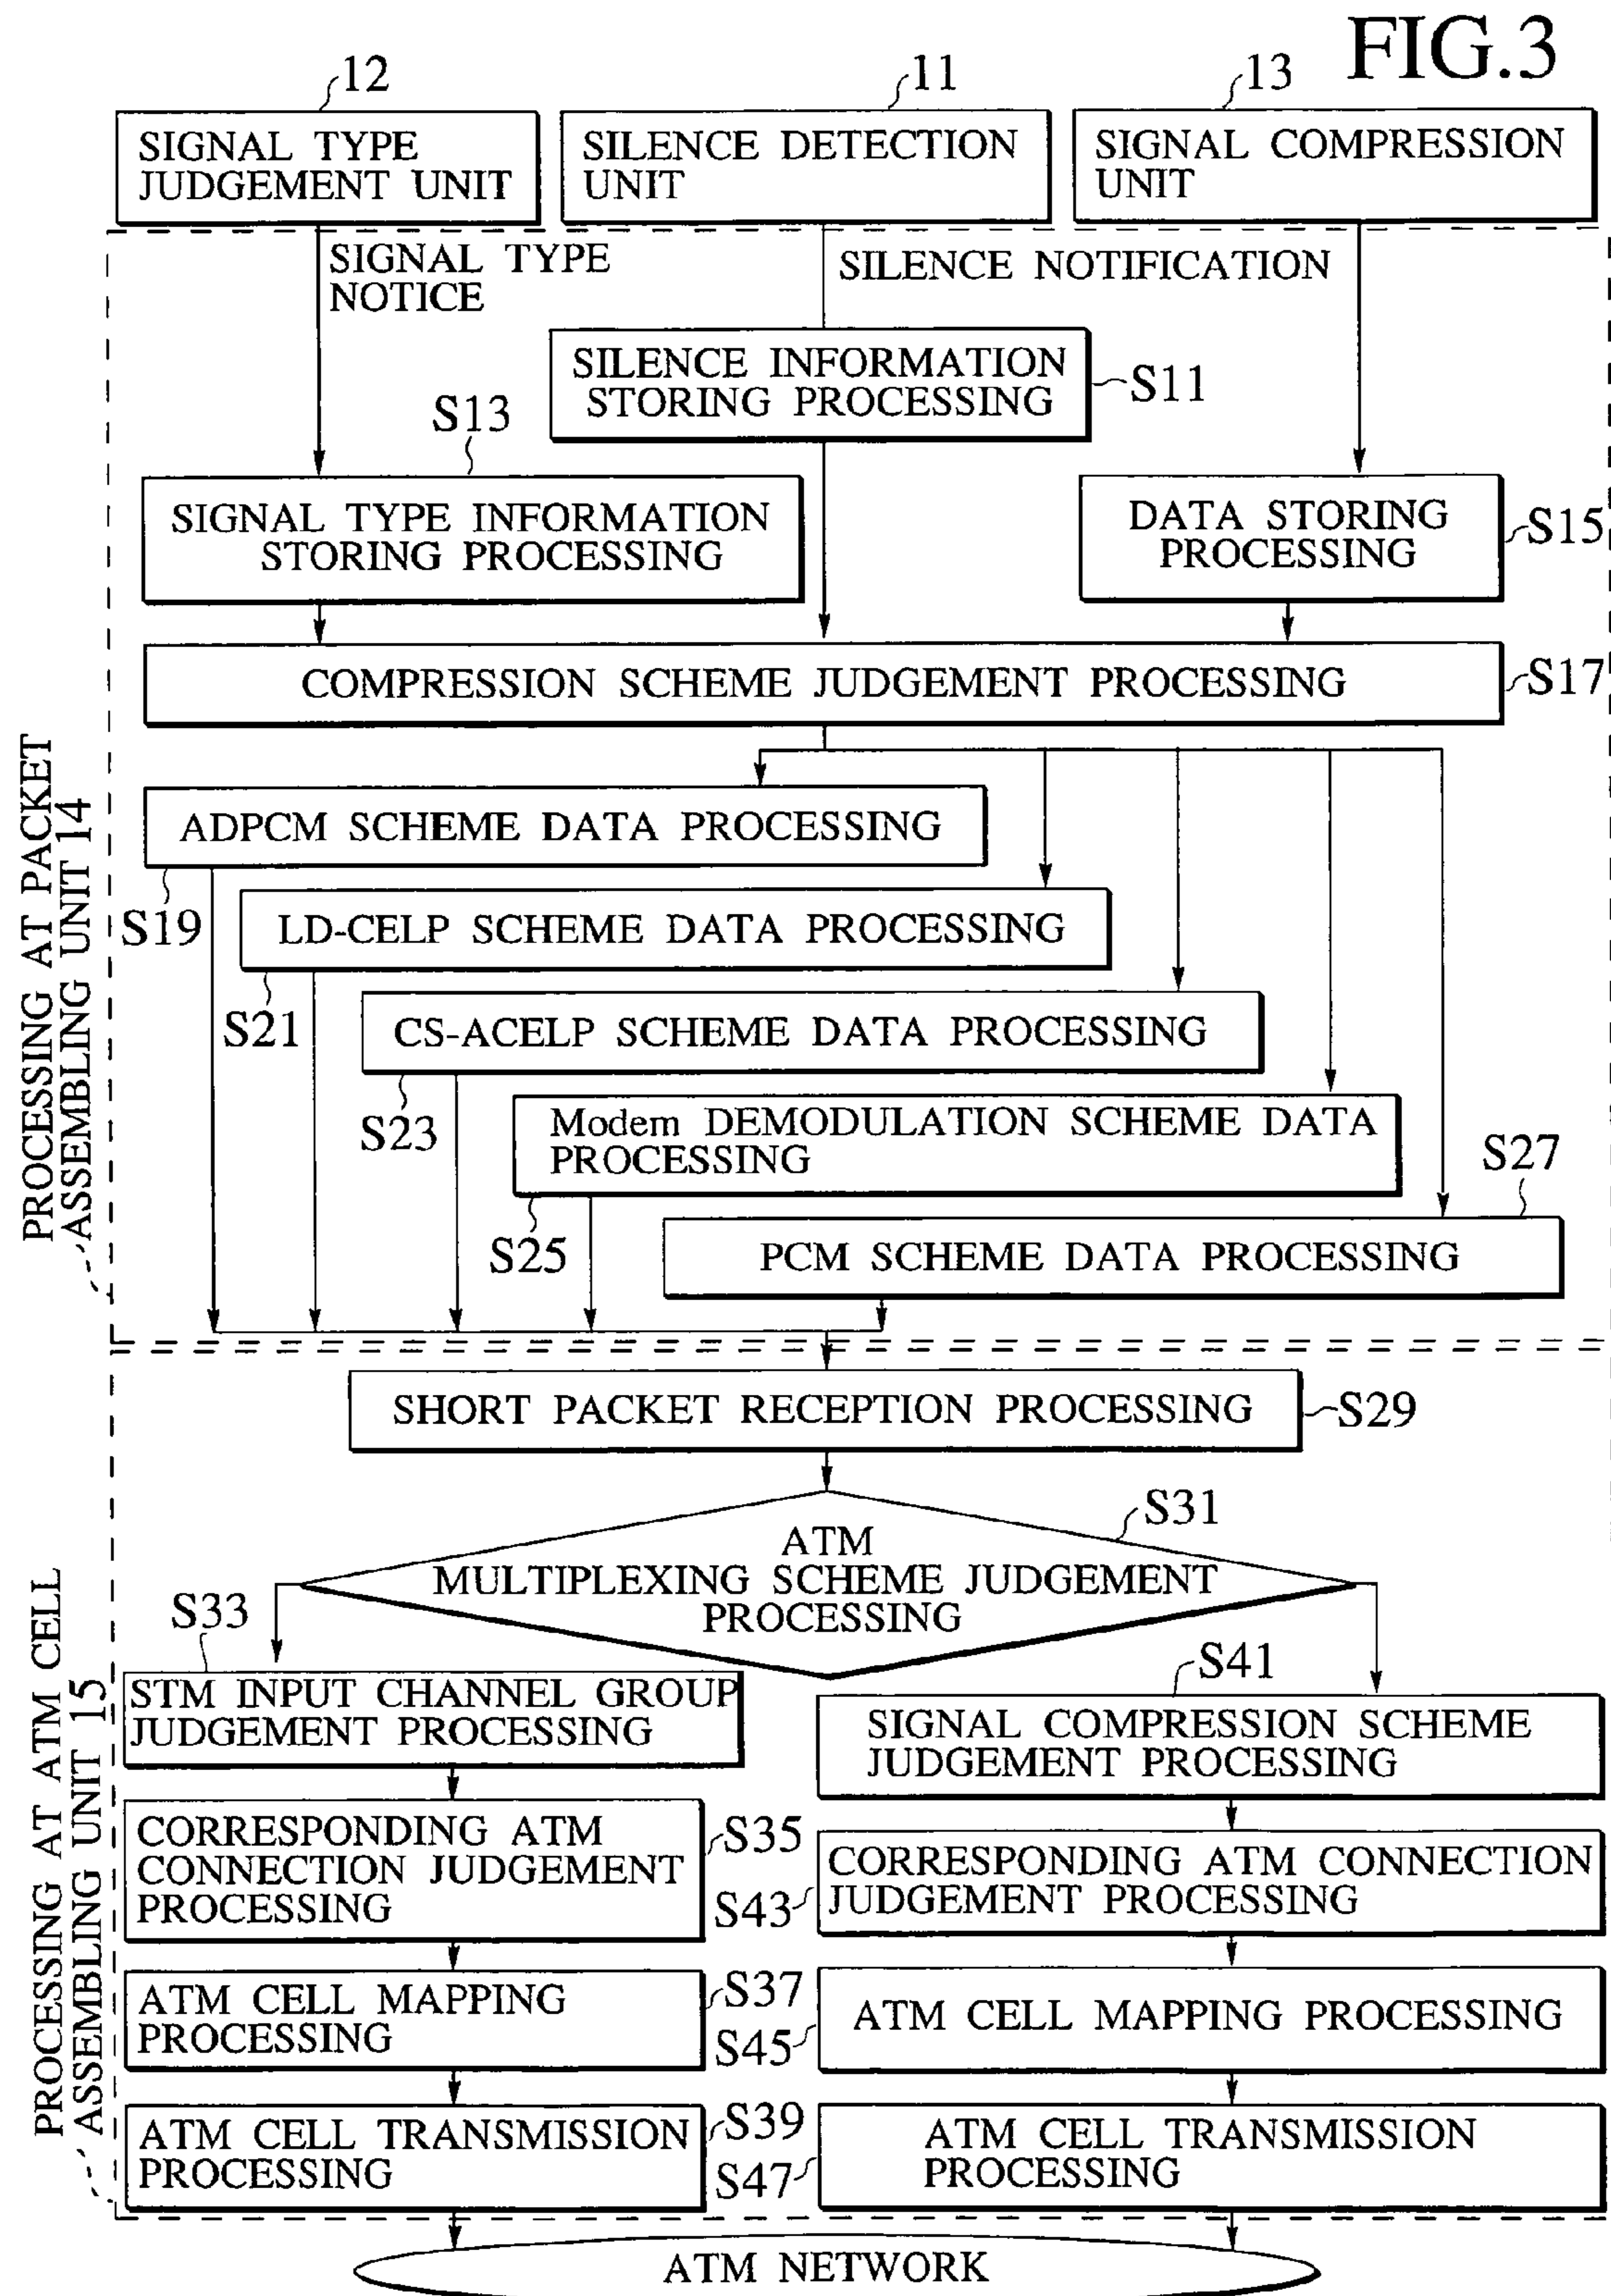 FIG.3
12
11
13
SIGNAL TYPE
JUDGEMENT UNIT
SILENCE DETECTION
UNIT
SIGNAL COMPRESSION
UNIT
SIGNAL TYPE
NOTICE
SILENCE NOTIFICATION
SILENCE INFORMATION
STORING PROCESSING
S11
S13
SIGNAL TYPE INFORMATION
STORING PROCESSING
DATA STORING
PROCESSING
S15
COMPRESSION SCHEME JUDGEMENT PROCESSING
S17
PROCESSING AT PACKET
ASSEMBLING UNIT 14
ADPCM SCHEME DATA PROCESSING
S19
LD-CELP SCHEME DATA PROCESSING
S21
CS-ACELP SCHEME DATA PROCESSING
S23
Modem DEMODULATION SCHEME DATA
PROCESSING
S25
S27
PCM SCHEME DATA PROCESSING
SHORT PACKET RECEPTION PROCESSING
S29
S31
ATM
MULTIPLEXING SCHEME JUDGEMENT
PROCESSING
PROCESSING AT ATM CELL
ASSEMBLING UNIT 15
S33
STM INPUT CHANNEL GROUP
JUDGEMENT PROCESSING
S41
SIGNAL COMPRESSION SCHEME
JUDGEMENT PROCESSING
CORRESPONDING ATM
CONNECTION JUDGEMENT
PROCESSING
S35
S43
CORRESPONDING ATM CONNECTION
JUDGEMENT PROCESSING
ATM CELL MAPPING
PROCESSING
S37
S45
ATM CELL MAPPING PROCESSING
ATM CELL TRANSMISSION
PROCESSING
S39
S47
ATM CELL TRANSMISSION
PROCESSING
ATM NETWORK